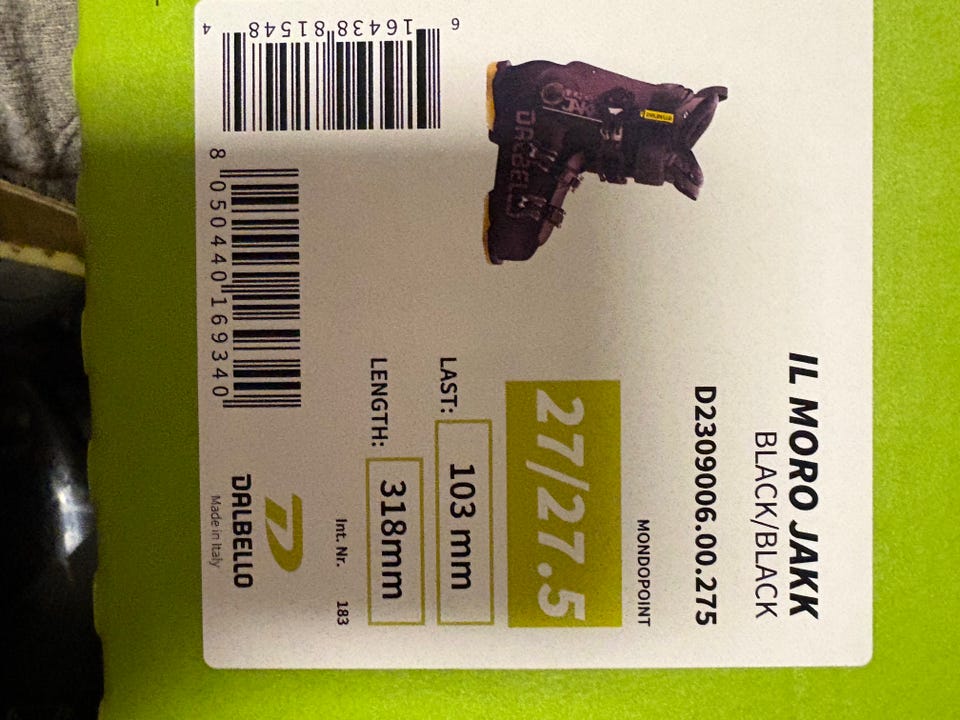 IL MORO JAKK
BLACK/BLACK
D2309006.00.275
MONDOPOINT
27/27.5
LAST: 103 mm
LENGTH: 318mm
Int. Nr. 183
DALBELLO
Made in Italy
8 050440 169340
6 16438 81548 4
DALBELLO